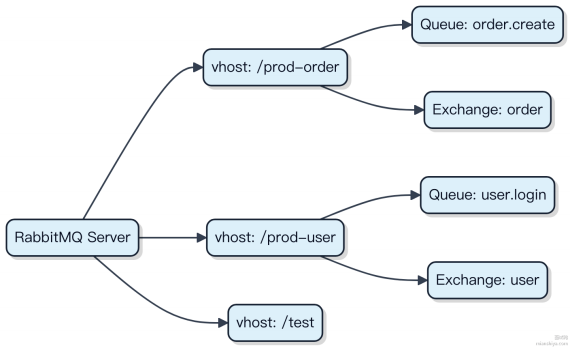 Queue: order.create
vhost: /prod-order
Exchange: order
Queue: user.login
RabbitMQ Server
vhost: /prod-user
Exchange: user
vhost: /test